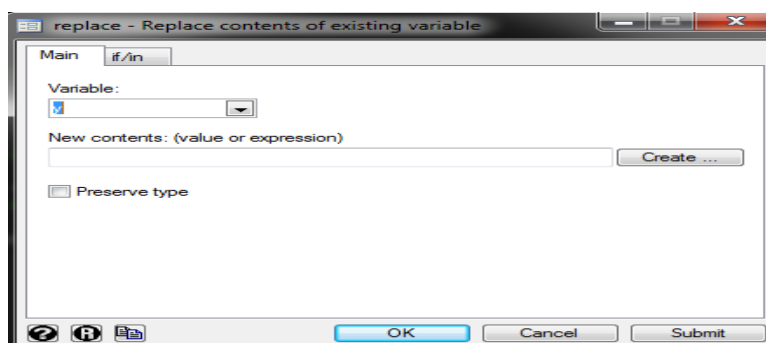 replace - Replace contents of existing variable
Main if/in
Variable:
New contents: (value or expression)
Create ...
Preserve type
OK Cancel Submit